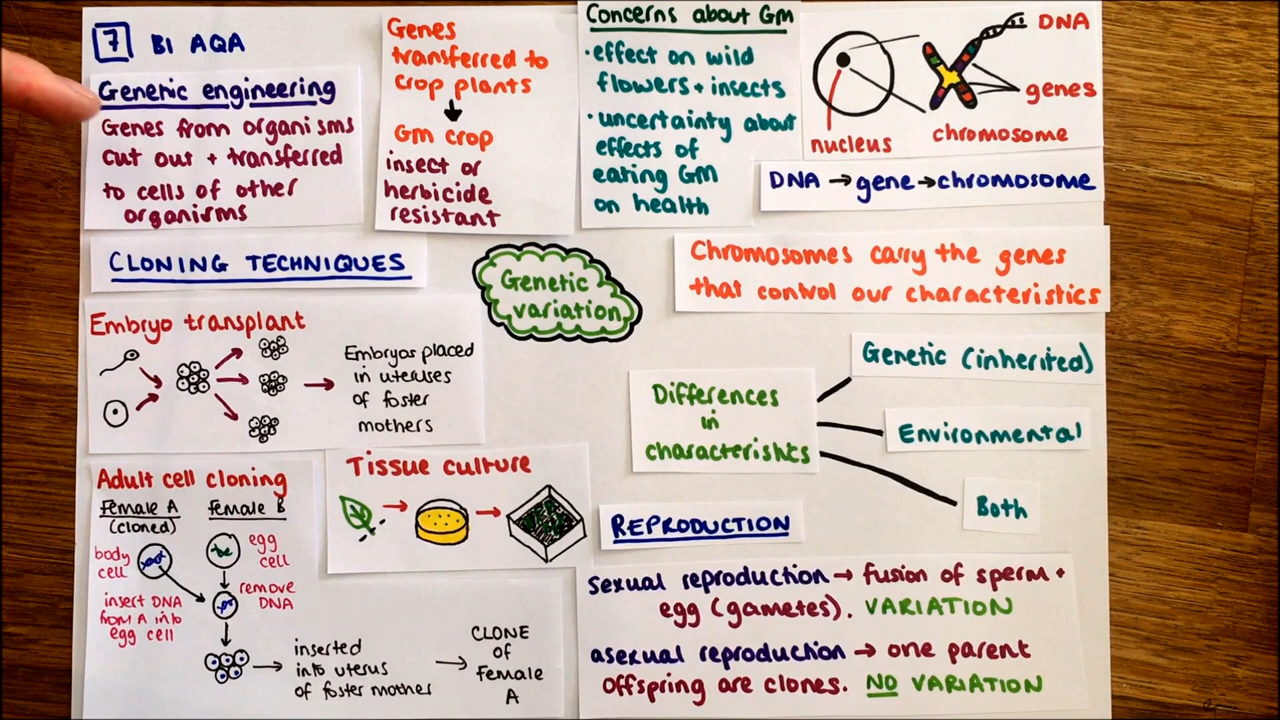 7 B1 AQA
Genetic engineering
Genes from organisms
cut out + transferred
to cells of other
organisms
Genes
transferred to
crop plants
Gm crop
insect or
herbicide
resistant
Concerns about Gm
·effect on wild
flowers + insects
·uncertainty about
effects of
eating GM
on health
DNA
genes
nucleus
chromosome
DNA → gene → chromosome
Chromosomes carry the genes
that control our characteristics
CLONING TECHNIQUES
Genetic
variation
Embryo transplant
Embryos placed
in uteruses
of foster
mothers
Differences
in
characteristics
Genetic (inherited)
Environmental
Both
Adult cell cloning
Female A
(cloned)
Female B
body
cell
egg
cell
remove
DNA
insert DNA
from A into
egg cell
inserted
into uterus
of foster mother
CLONE
of
Female
A
Tissue culture
REPRODUCTION
sexual reproduction → fusion of sperm +
egg (gametes). VARIATION
asexual reproduction → one parent
offspring are clones. NO VARIATION